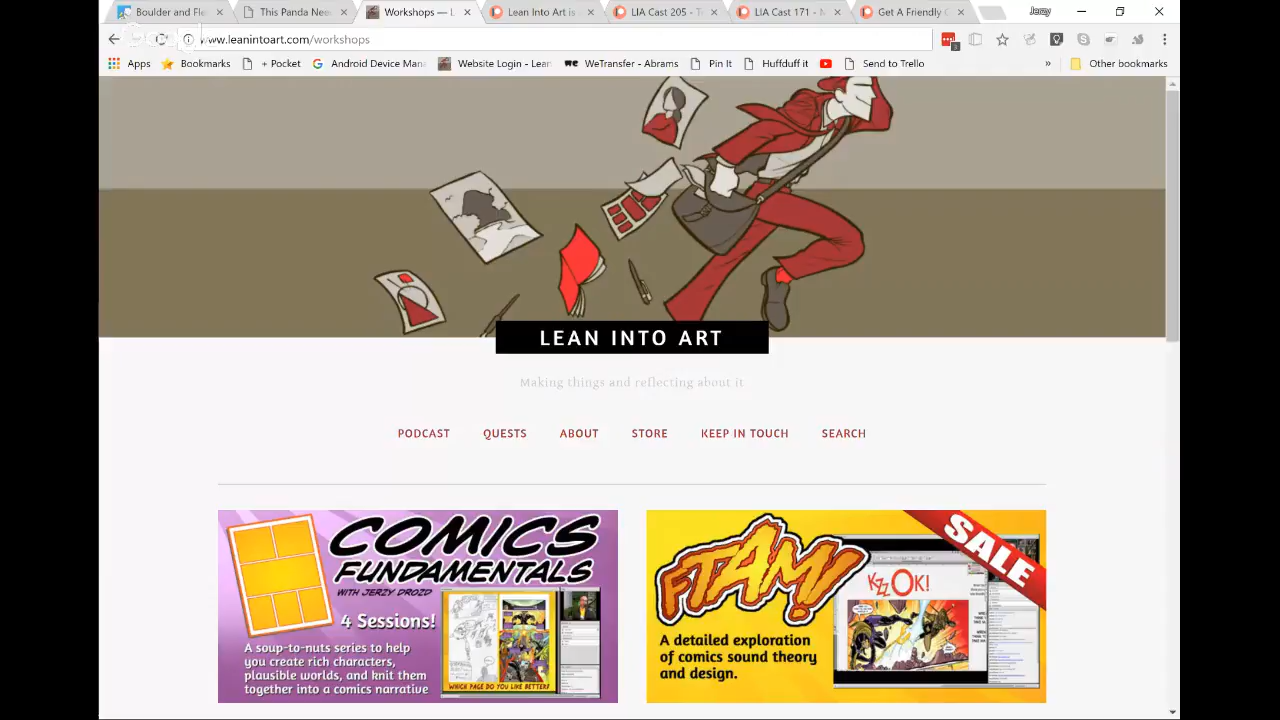 Boulder and Fle
This Panda Nee
Workshops — L
Lean Into Art is
LIA Cast 205 - T
LIA Cast 171 - N
Get A Friendly C
Jerzy
www.leanintoart.com/workshops
Apps
Bookmarks
+ Pocket
Android Device Man
Website Login - Lean
WeTransfer - Abrams
Pin It
Huffduff it
Send to Trello
»
Other bookmarks
LEAN INTO ART
Making things and reflecting about it
PODCAST
QUESTS
ABOUT
STORE
KEEP IN TOUCH
SEARCH
COMICS
FUNDAMENTALS
WITH JERZY DROZD
4 Sessions!
A soup to nuts series to help
you create rich characters,
plausible worlds, and knit them
together into a comics narrative
WHICH PAGE DO YOU LIKE BETTER?
FTAM!
SALE
KZZOK!
A detailed exploration
of comics sound theory
and design.